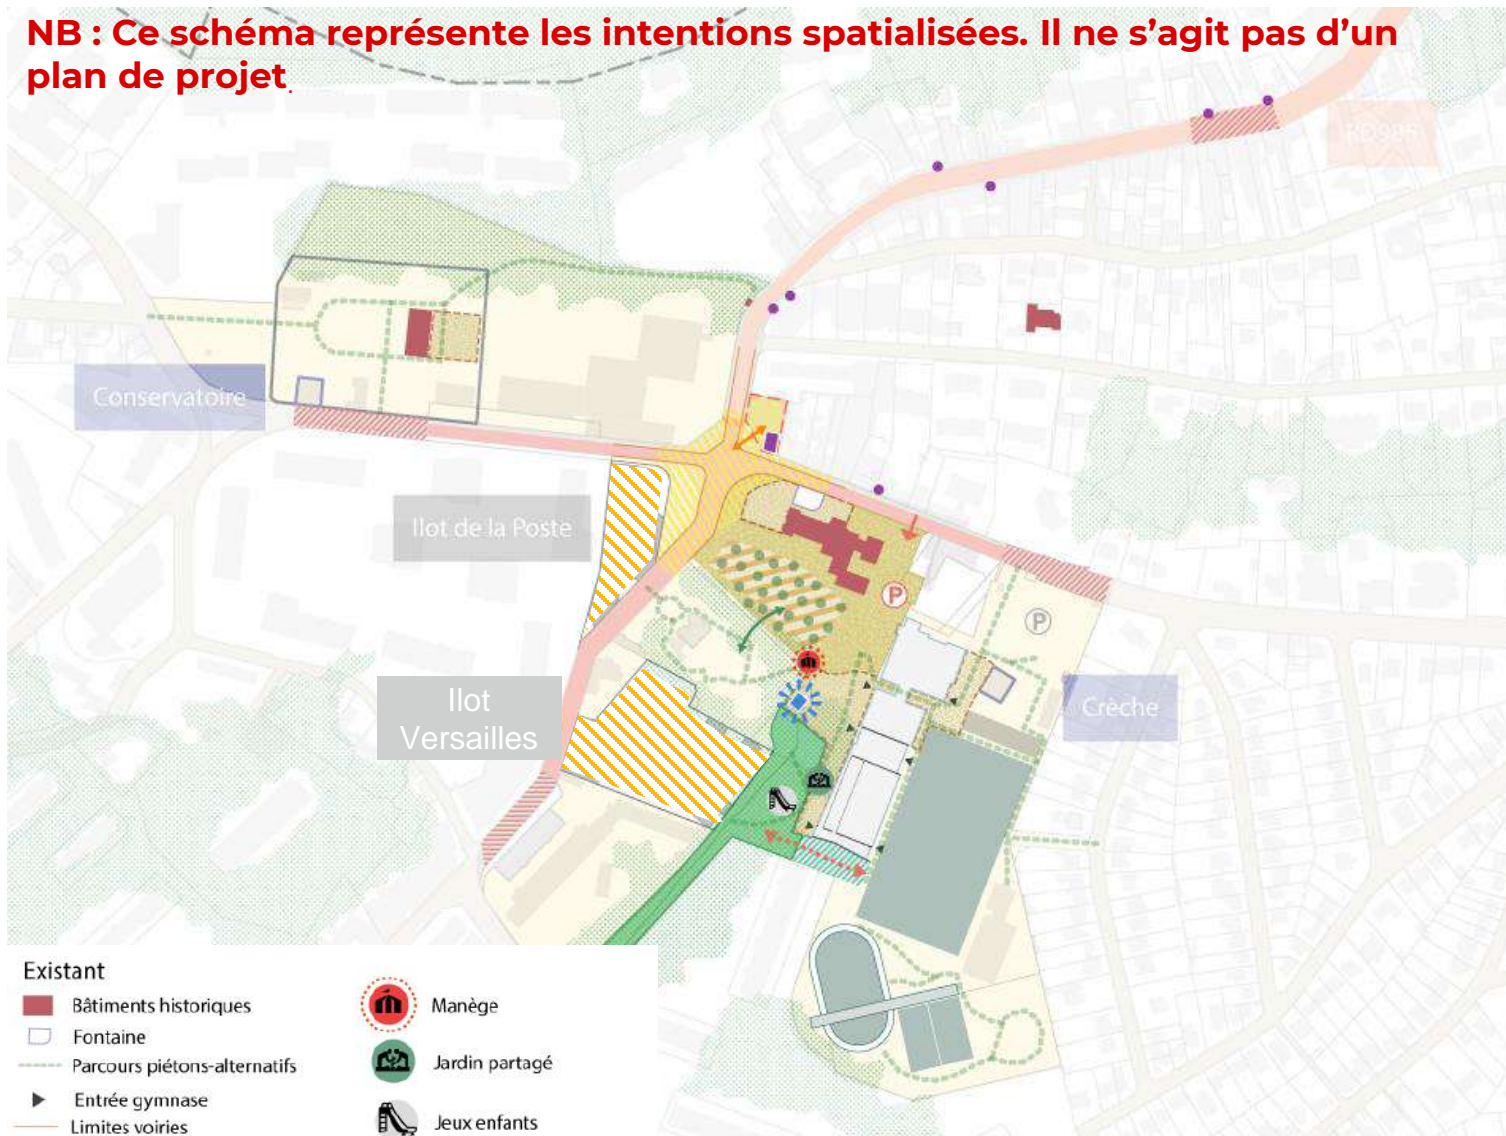 NB : Ce schéma représente les intentions spatialisées. Il ne s’agit pas d’un
plan de projet.
RD985
Conservatoire
Ilot de la Poste
P
P
Ilot
Versailles
Crèche
Existant
Bâtiments historiques
Fontaine
Parcours piétons-alternatifs
Entrée gymnase
Limites voiries
Manège
Jardin partagé
Jeux enfants